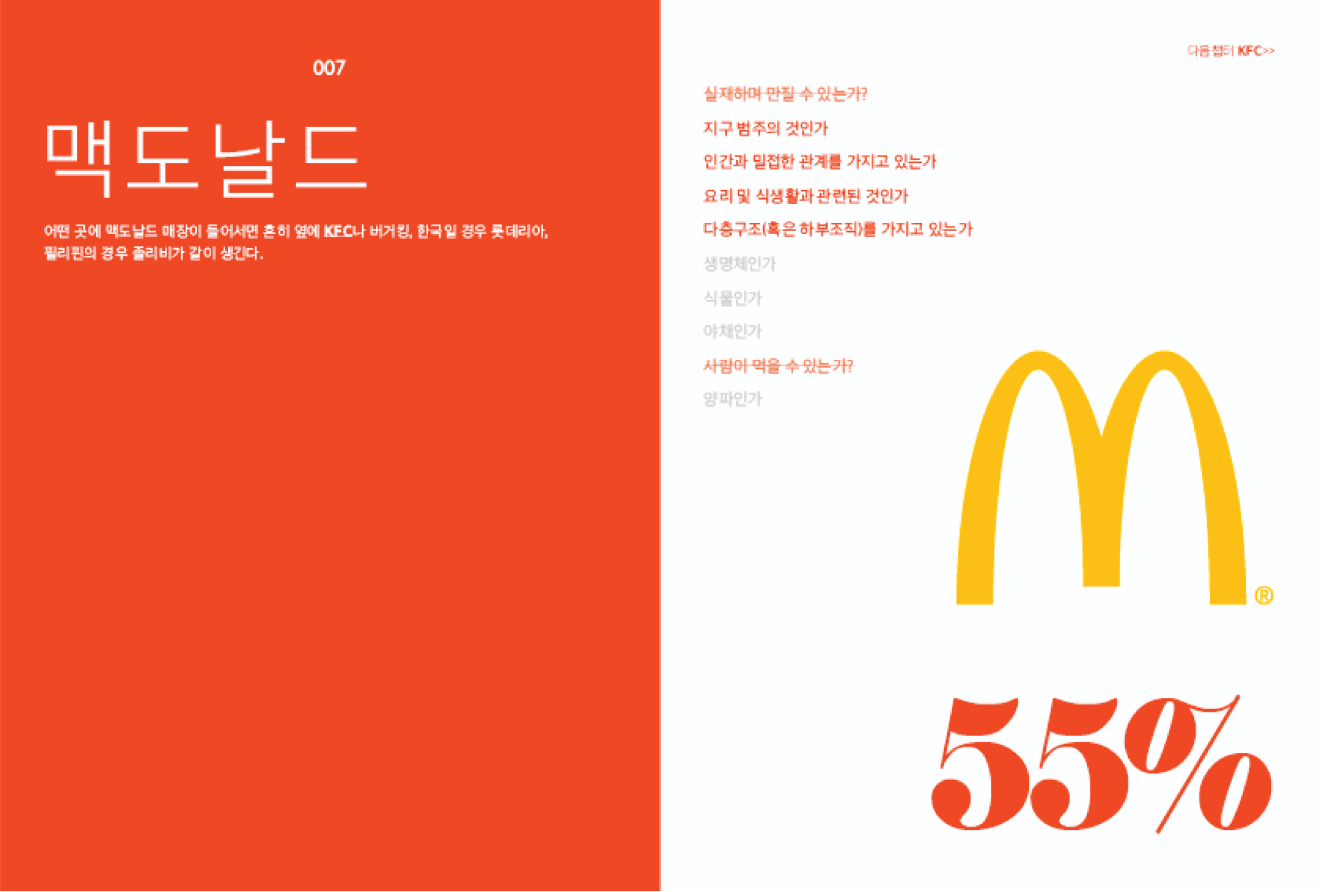 007
맥도날드
어떤 곳에 맥도날드 매장이 들어서면 흔히 옆에 KFC나 버거킹, 한국일 경우 롯데리아,
필리핀의 경우 졸리비가 같이 생긴다.
다음 챕터 KFC>>
실재하며 만질 수 있는가?
지구 범주의 것인가
인간과 밀접한 관계를 가지고 있는가
요리 및 식생활과 관련된 것인가
다층구조(혹은 하부조직)를 가지고 있는가
생명체인가
식물인가
야채인가
사람이 먹을 수 있는가?
양파인가
®
55%